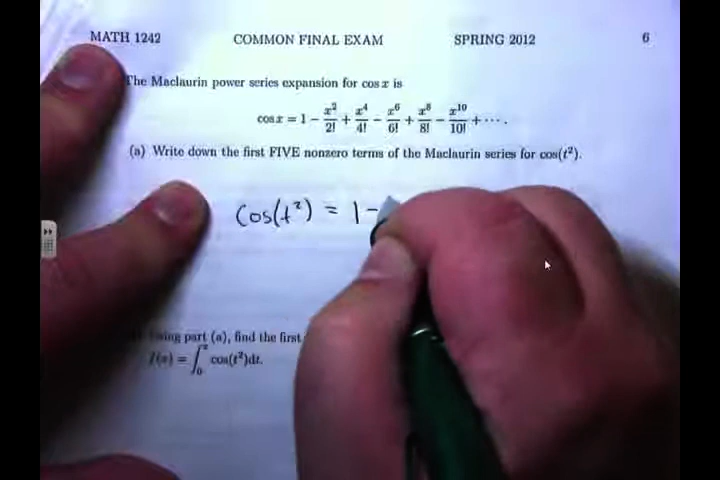 MATH 1242 COMMON FINAL EXAM SPRING 2012 6
The Maclaurin power series expansion for cos x is
cos x = 1 − x²/2! + x⁴/4! − x⁶/6! + x⁸/8! − x¹⁰/10! + ⋯.
(a) Write down the first FIVE nonzero terms of the Maclaurin series for cos(t²).
cos(t²) = 1 −
using part (a), find the first
= ∫₀ˣ cos(t²)dt.